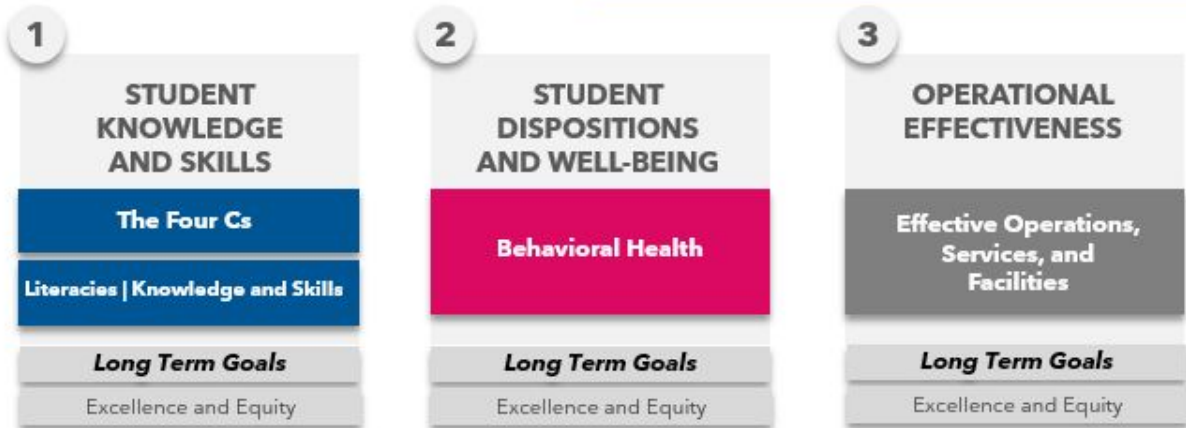 1
STUDENT
KNOWLEDGE
AND SKILLS
The Four Cs
Literacies | Knowledge and Skills
Long Term Goals
Excellence and Equity
2
STUDENT
DISPOSITIONS
AND WELL-BEING
Behavioral Health
Long Term Goals
Excellence and Equity
3
OPERATIONAL
EFFECTIVENESS
Effective Operations,
Services, and
Facilities
Long Term Goals
Excellence and Equity